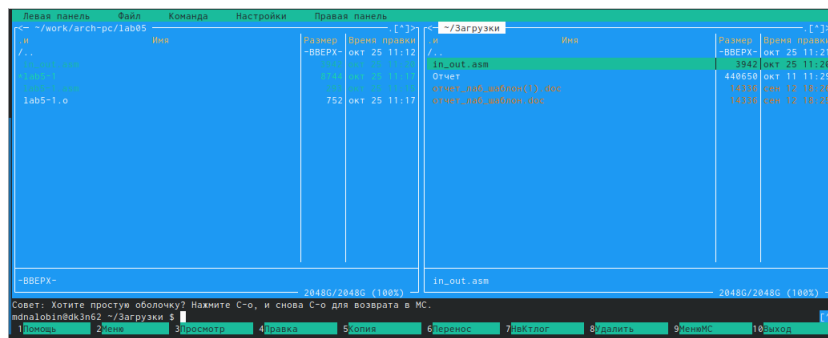 Левая панель Файл Команда Настройки Правая панель
<─ ~/work/arch-pc/lab05 .[^]>
.и Имя Размер Время правки
/.. -ВВЕРХ- окт 25 11:12
*lab5-1 8744 окт 25 11:17
lab5-1.o 752 окт 25 11:17
-ВВЕРХ-
2048G/2048G (100%)
<─ ~/Загрузки .[^]>
.и Имя Размер Время правки
/.. -ВВЕРХ- окт 25 11:21
in_out.asm 3942 окт 25 11:20
Отчет 440650 окт 11 11:25
in_out.asm
2048G/2048G (100%)
Совет: Хотите простую оболочку? Нажмите C-o, и снова C-o для возврата в MC.
mdnalobin@dk3n62 ~/Загрузки $ [^
1Помощь 2Меню 3Просмотр 4Правка 5Копия 6Перенос 7НвКтлог 8Удалить 9МенюMC 10Выход